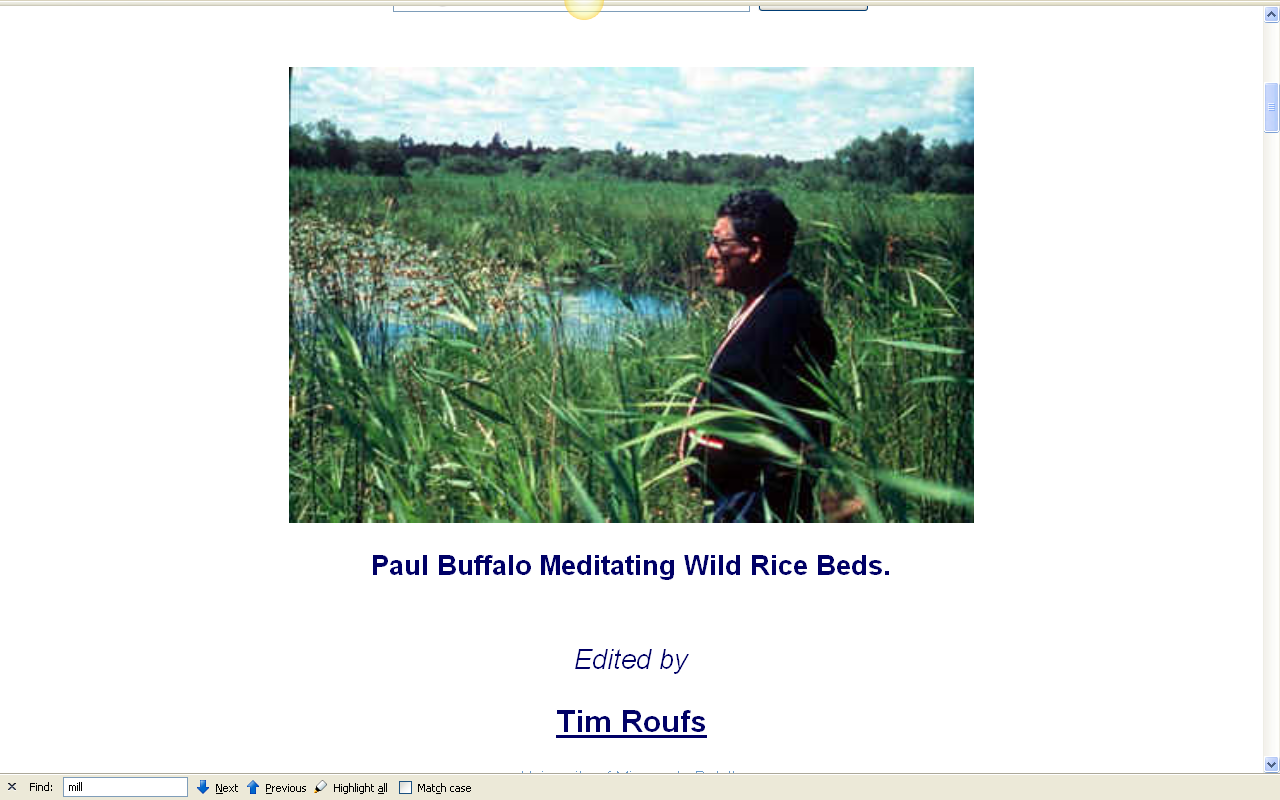 Paul Buffalo Meditating Wild Rice Beds.
Edited by
Tim Roufs
Find: mill Next Previous Highlight all Match case